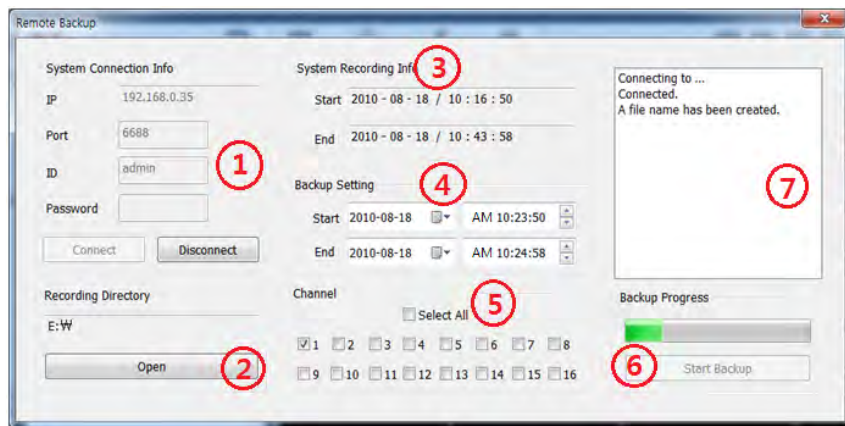 Remote Backup
System Connection Info
IP 192.168.0.35
Port 6688
ID admin
Password
Connect Disconnect
Recording Directory
E:₩
Open
1
2
System Recording Info
3
Start 2010 - 08 - 18 / 10 : 16 : 50
End 2010 - 08 - 18 / 10 : 43 : 58
Backup Setting
4
Start 2010-08-18 AM 10:23:50
End 2010-08-18 AM 10:24:58
Channel
Select All
5
1 2 3 4 5 6 7 8
9 10 11 12 13 14 15 16
Connecting to ...
Connected.
A file name has been created.
7
Backup Progress
6
Start Backup